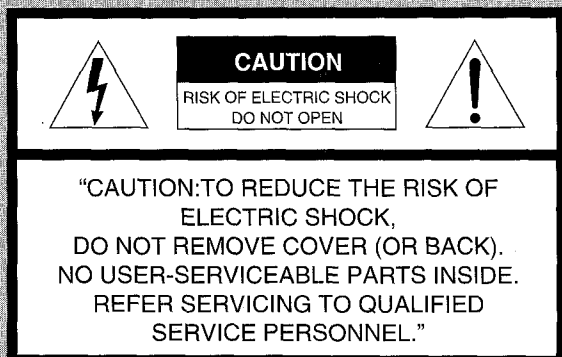 CAUTION
RISK OF ELECTRIC SHOCK
DO NOT OPEN
“CAUTION:TO REDUCE THE RISK OF
ELECTRIC SHOCK,
DO NOT REMOVE COVER (OR BACK).
NO USER-SERVICEABLE PARTS INSIDE.
REFER SERVICING TO QUALIFIED
SERVICE PERSONNEL.”